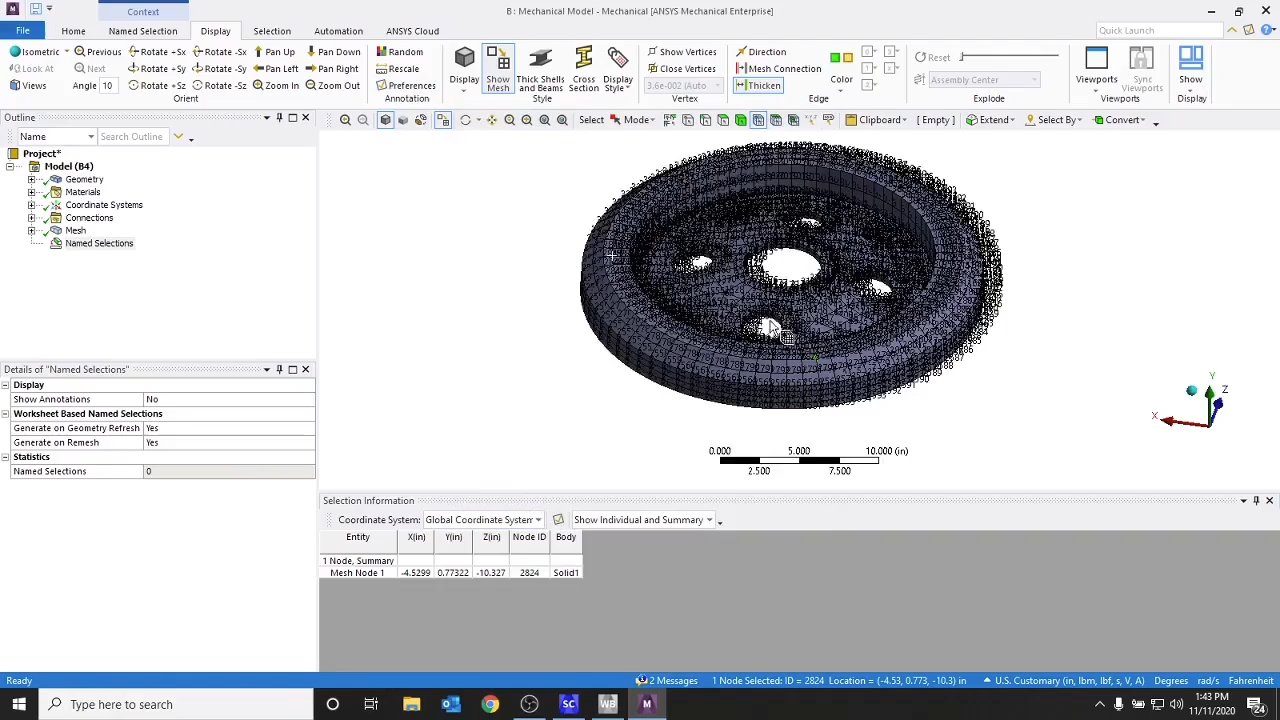 Context
B : Mechanical Model - Mechanical [ANSYS Mechanical Enterprise]
File Home Named Selection Display Selection Automation ANSYS Cloud
Quick Launch
Isometric Previous Rotate +Sx Rotate -Sx Pan Up Pan Down
Look At Next Rotate +Sy Rotate -Sy Pan Left Pan Right
Views Angle 10 Rotate +Sz Rotate -Sz Zoom In Zoom Out
Orient
Random
Rescale
Preferences
Annotation
Display
Show Mesh
Thick Shells and Beams
Cross Section
Display Style
Style
Show Vertices
Close Vertices
3.6e-002 (Auto)
Vertex
Direction
Mesh Connection
Thicken
Color
Edge
Reset
Assembly Center
Explode
Viewports
Sync Viewports
Viewports
Show
Display
Outline
Select Mode Clipboard [ Empty ] Extend Select By Convert
Name Search Outline
Project*
Model (B4)
Geometry
Materials
Coordinate Systems
Connections
Mesh
Named Selections
Details of "Named Selections"
Display
Show Annotations No
Worksheet Based Named Selections
Generate on Geometry Refresh Yes
Generate on Remesh Yes
Statistics
Named Selections 0
Y
Z
X
0.000 5.000 10.000 (in)
2.500 7.500
Selection Information
Coordinate System: Global Coordinate System Show Individual and Summary
Entity X(in) Y(in) Z(in) Node ID Body
1 Node, Summary
Mesh Node 1 -4.5299 0.77322 -10.327 2824 Solid1
Ready 2 Messages 1 Node Selected: ID = 2824 Location = (-4.53, 0.773, -10.3) in U.S. Customary (in, lbm, lbf, s, V, A) Degrees rad/s Fahrenheit
Type here to search
SC
WB
M
1:43 PM
11/11/2020
24